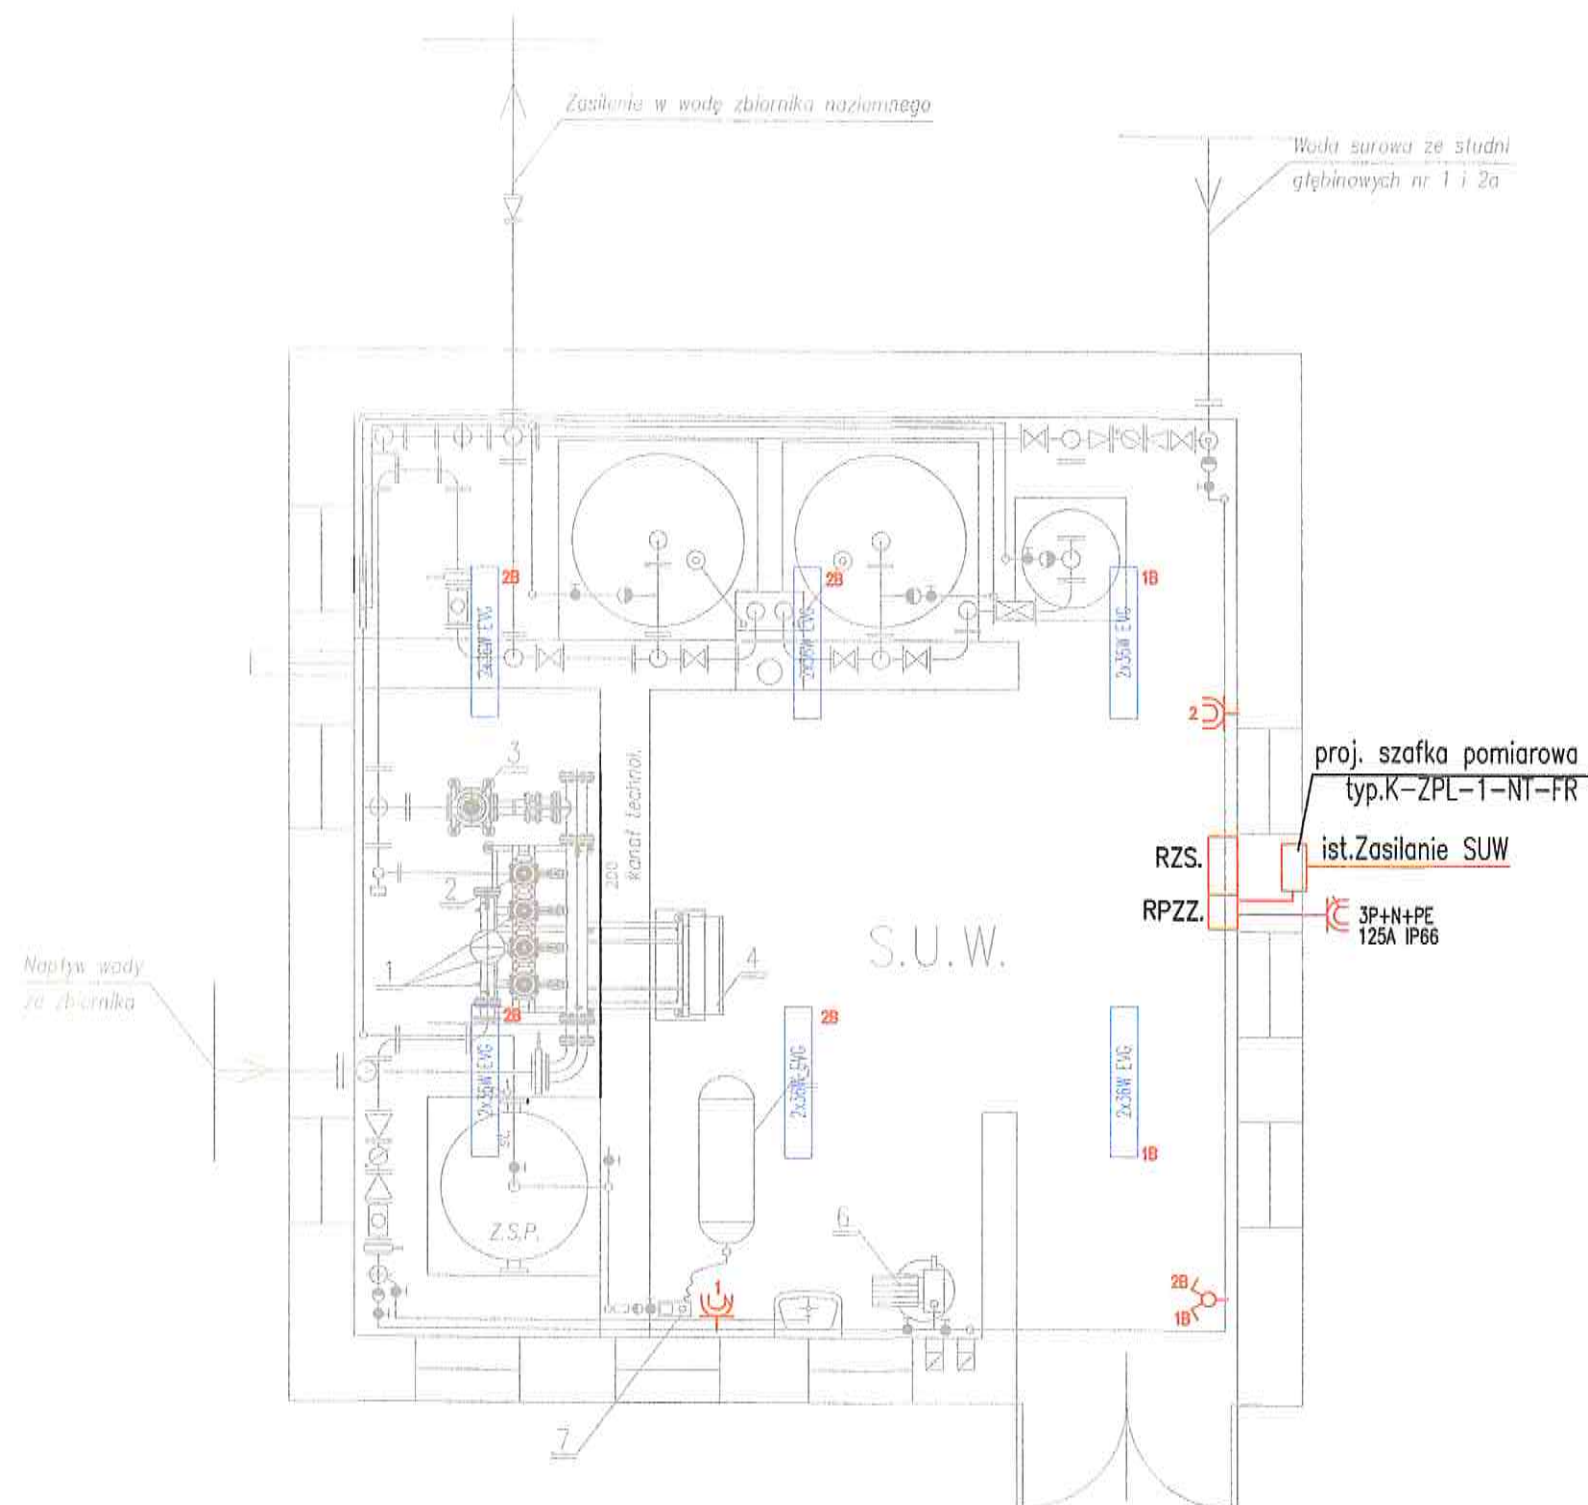 Zasilenie w wodę zbiornika naziemnego
Woda surowa ze studni
głębinowych nr 1 i 2a
2B
2B
1B
2x36W EVG
2x36W EVG
2x36W EVG
2
3
200
Kanał technol.
proj. szafka pomiarowa
typ.K-ZPL-1-NT-FR
RZS.
ist.Zasilanie SUW
2
RPZZ.
3P+N+PE
125A IP66
S.U.W.
1
4
Napływ wody
ze zbiornika
2B
2B
2x36W EVG
2x36W EVG
2x36W EVG
1B
Z.S.P.
6
1
2B
1B
7